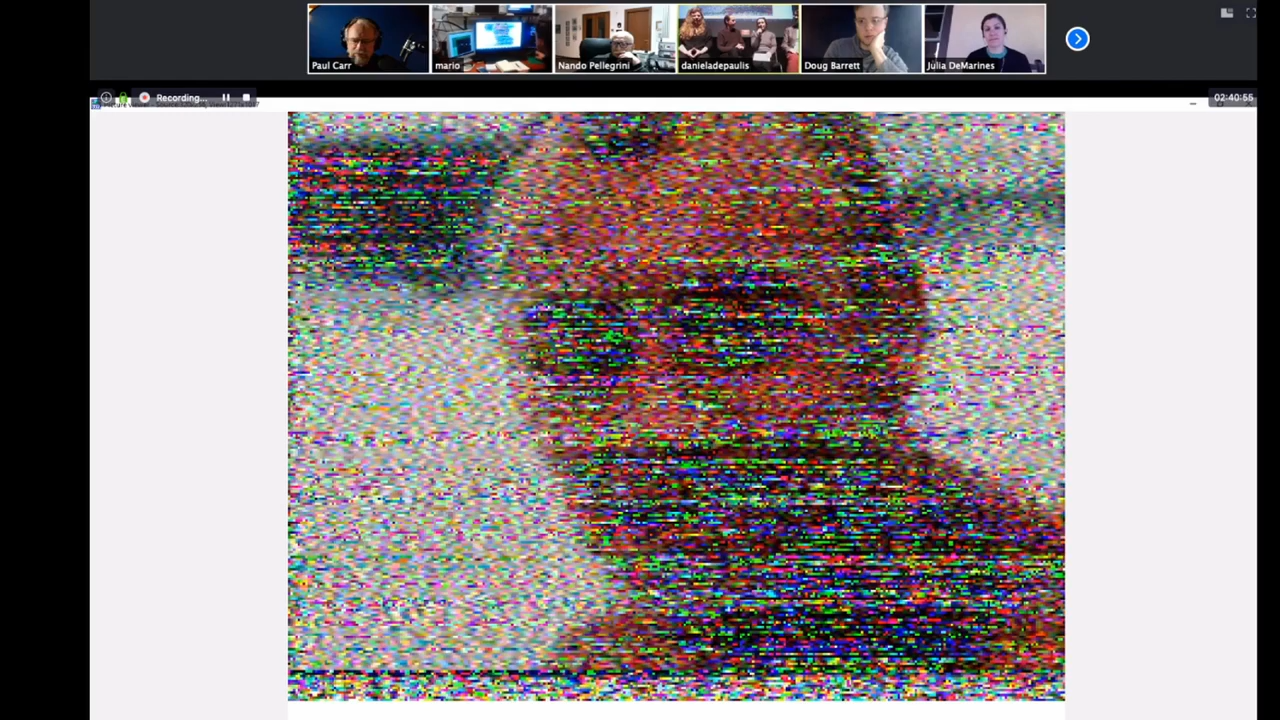 Paul Carr
mario
Nando Pellegrini
danieladepaulis
Doug Barrett
Julia DeMarines
Recording...
02:40:55